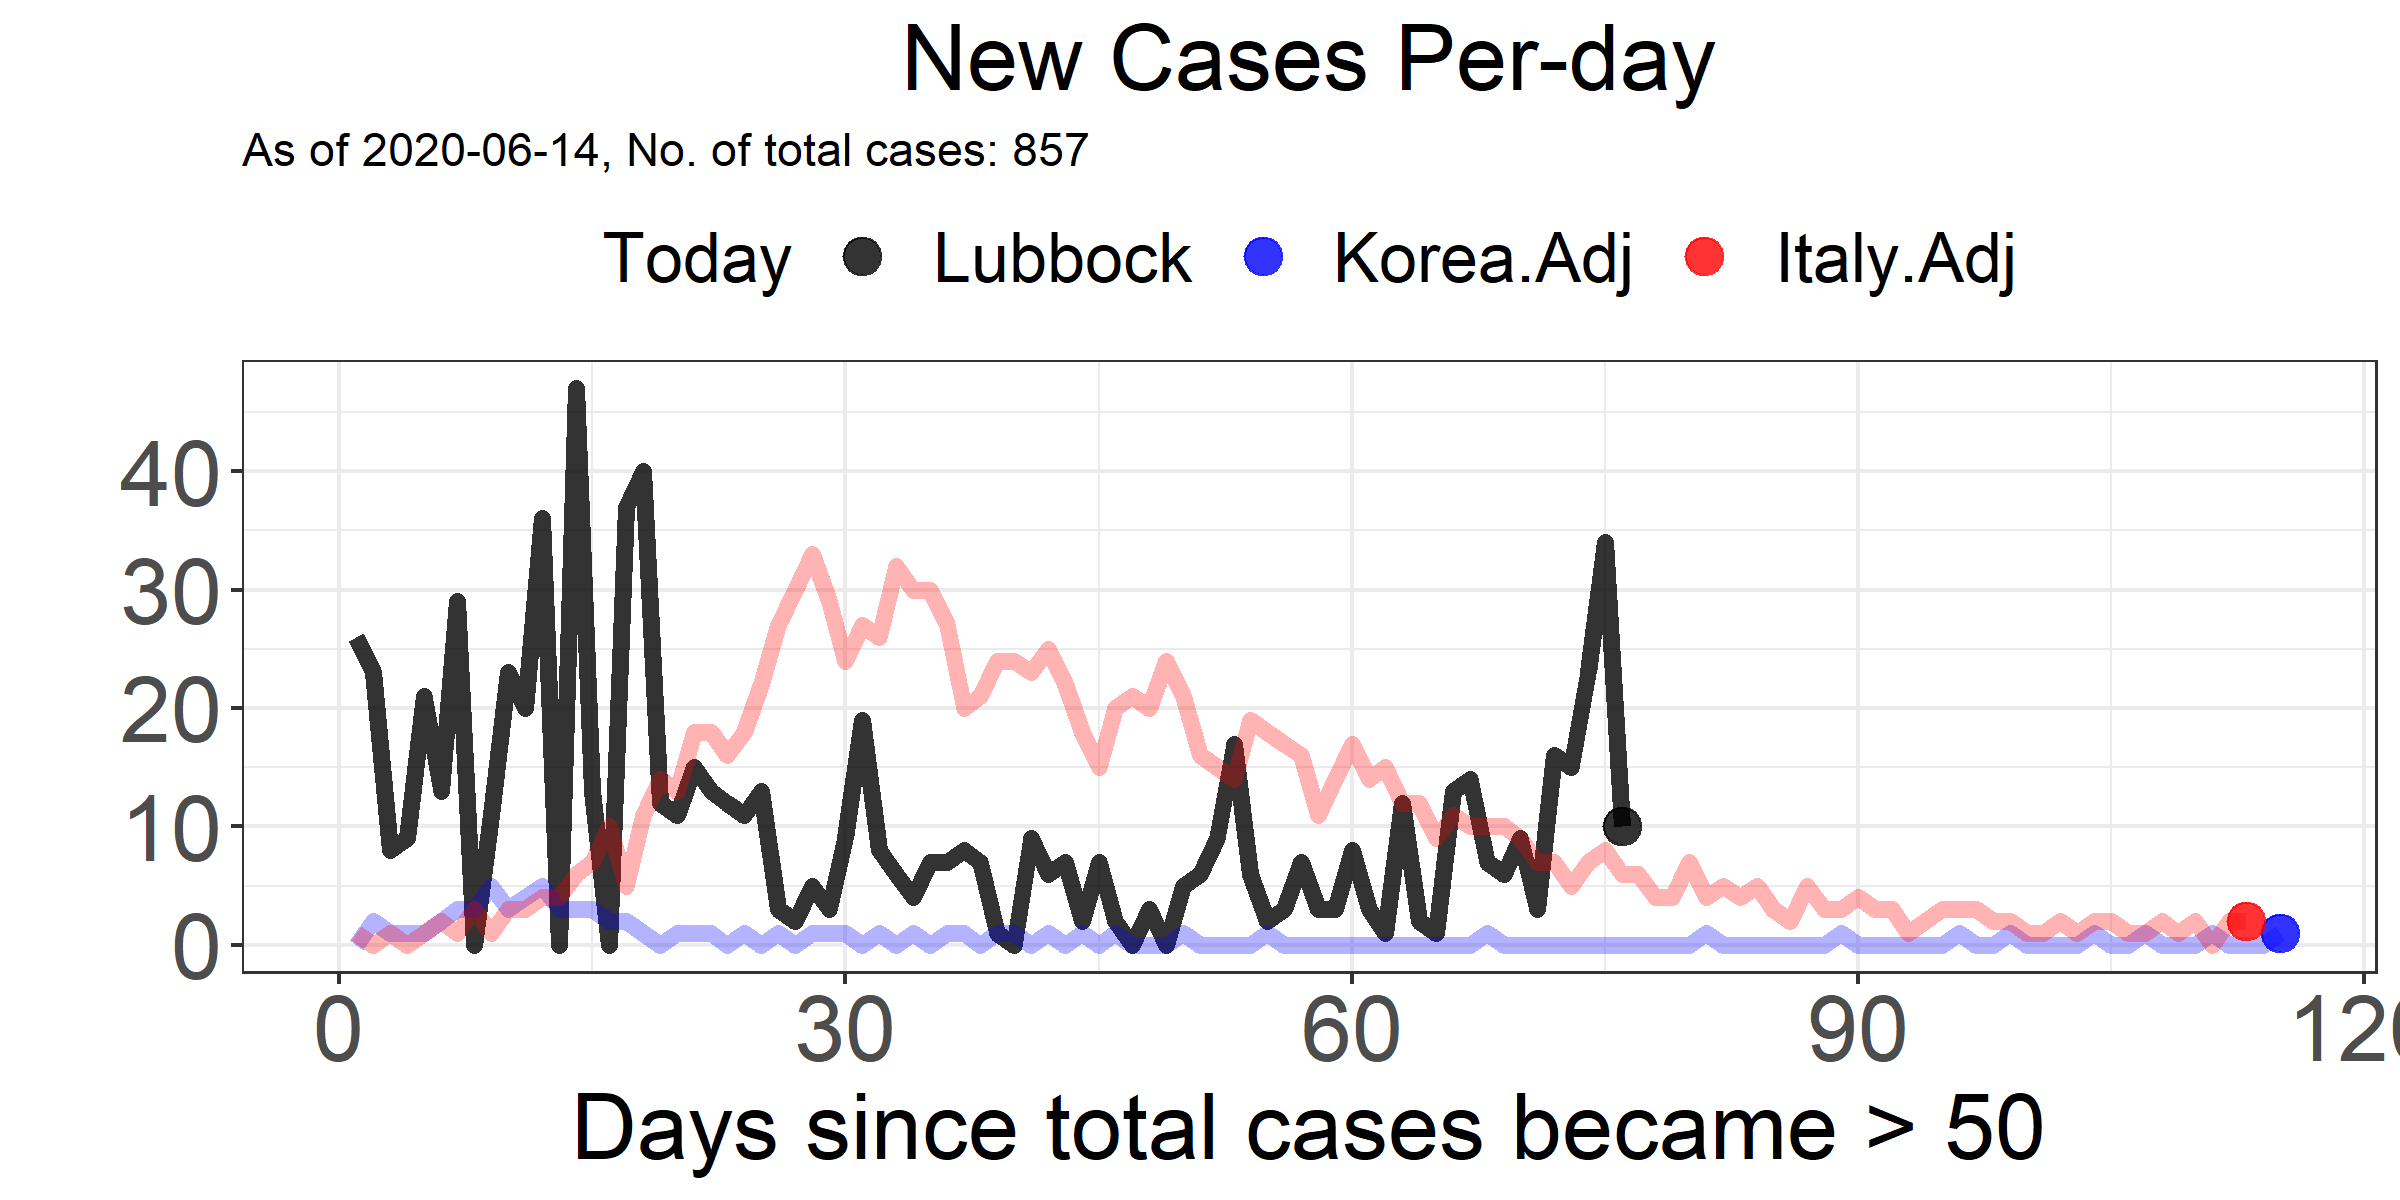 New Cases Per-day
As of 2020-06-14, No. of total cases: 857
Today Lubbock Korea.Adj Italy.Adj
40
30
20
10
0
0 30 60 90 120
Days since total cases became > 50